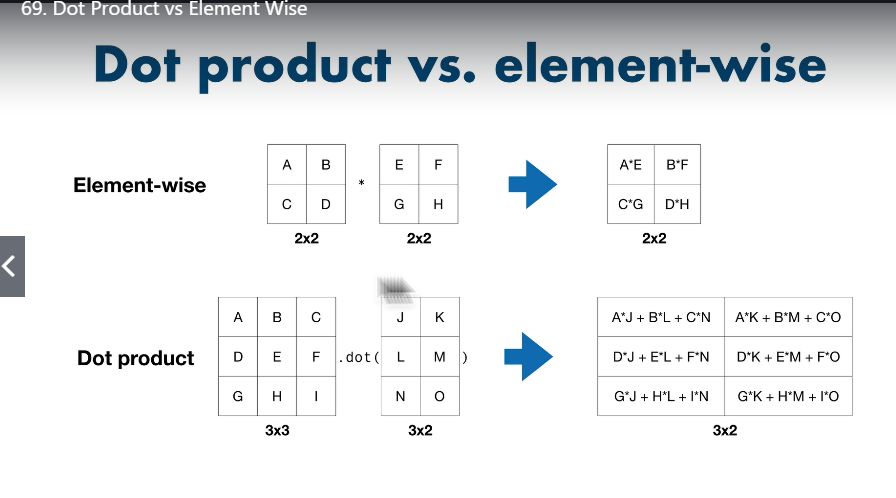 69. Dot Product vs Element Wise
Dot product vs. element-wise
Element-wise
A B
C D
2x2
*
E F
G H
2x2
A*E B*F
C*G D*H
2x2
Dot product
A B C
D E F
G H I
3x3
.dot(
J K
L M
N O
)
3x2
A*J + B*L + C*N A*K + B*M + C*O
D*J + E*L + F*N D*K + E*M + F*O
G*J + H*L + I*N G*K + H*M + I*O
3x2